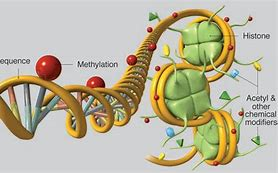 equence
Methylation
Histone
Acetyl &
other
chemical
modifiers